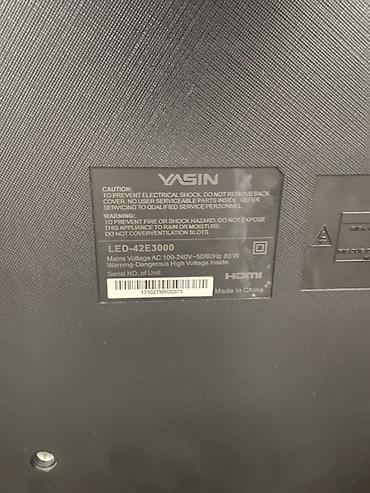 YASIN
CAUTION:
TO PREVENT ELECTRICAL SHOCK. DO NOT REMOVE BACK
COVER. NO USER SERVICEABLE PARTS INSIDE. REFER
SERVICING TO QUALIFIED SERVICE PERSONNEL.
WARNING:
TO PREVENT FIRE OR SHOCK HAZARD, DO NOT EXPOSE
THIS APPLIANCE TO RAIN OR MOISTURE.
DO NOT COVERVENTILATION SLOTS.
LED-42E3000
Mains Voltage AC 100-240V~50/60Hz 80W
Warning-Dangerous High Voltage Inside.
Serial NO. of Unit:
HDMI
171027MK00371
Made in China